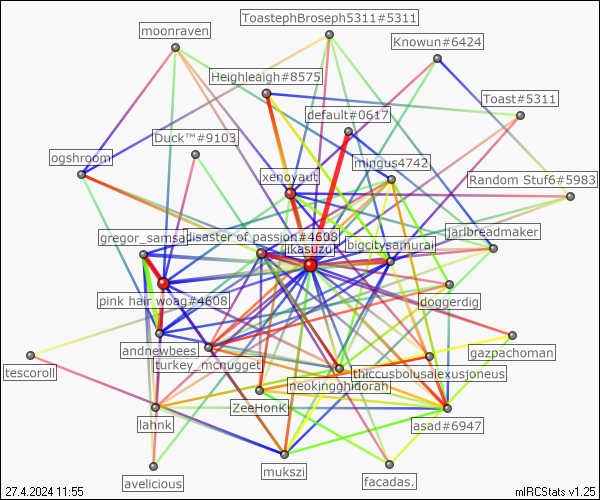 ToastephBroseph5311#5311
moonraven
Knowun#6424
Heighleaigh#8575
Toast#5311
default#0617
Duck™#9103
ogshroom
mingus4742
xenoyaut
Random Stuf6#5983
jarlbreadmaker
gregor_samsa
disaster of passion#4608
ikasuzu
bigcitysamurai
pink hair woag#4608
doggerdig
andnewbees
turkey_mcnugget
gazpachoman
tescoroll
thiccusbolusalexusjoneus
neokingghidorah
ZeeHonK
lahnk
asad#6947
mukszi
facadas.
avelicious
27.4.2024 11:55
mIRCStats v1.25